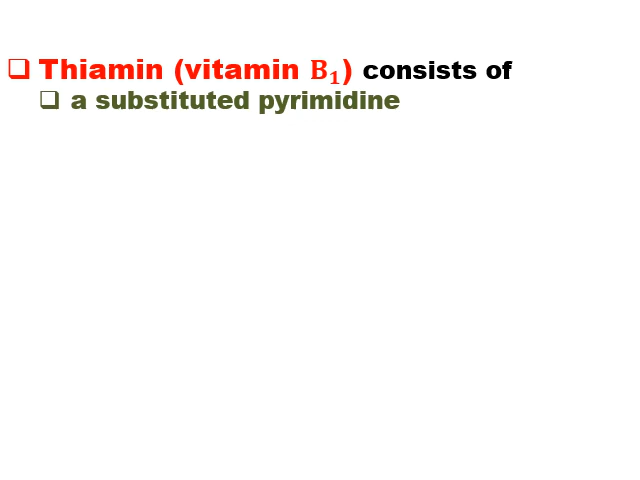 ❑ Thiamin (vitamin B₁) consists of
❑ a substituted pyrimidine